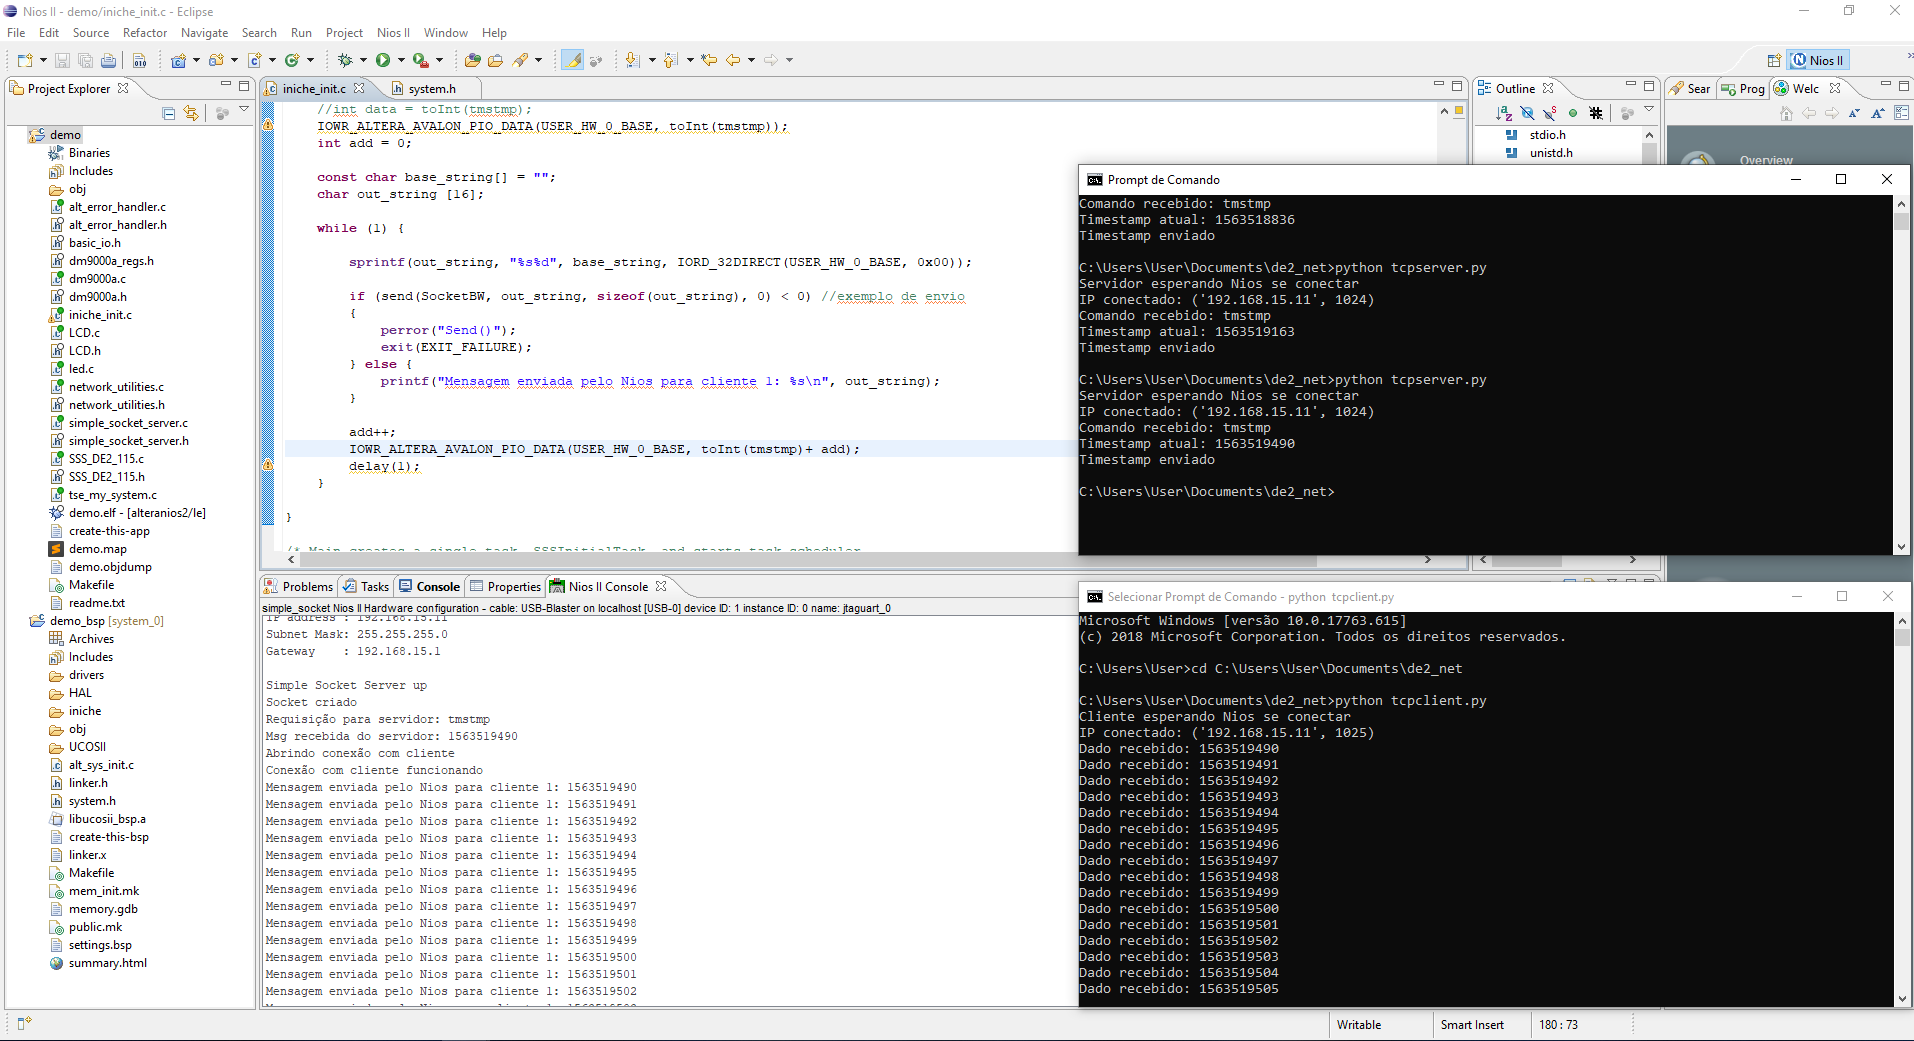 Nios II - demo/iniche_init.c - Eclipse
File Edit Source Refactor Navigate Search Run Project Nios II Window Help
Nios II
Project Explorer
demo
Binaries
Includes
obj
alt_error_handler.c
alt_error_handler.h
basic_io.h
dm9000a_regs.h
dm9000a.c
dm9000a.h
iniche_init.c
LCD.c
LCD.h
led.c
network_utilities.c
network_utilities.h
simple_socket_server.c
simple_socket_server.h
SSS_DE2_115.c
SSS_DE2_115.h
tse_my_system.c
demo.elf - [alteranios2/le]
create-this-app
demo.map
demo.objdump
Makefile
readme.txt
demo_bsp [system_0]
Archives
Includes
drivers
HAL
iniche
obj
UCOSII
alt_sys_init.c
linker.h
system.h
libucosii_bsp.a
create-this-bsp
linker.x
Makefile
mem_init.mk
memory.gdb
public.mk
settings.bsp
summary.html
iniche_init.c system.h
//int data = toInt(tmstmp);
IOWR_ALTERA_AVALON_PIO_DATA(USER_HW_0_BASE, toInt(tmstmp));
int add = 0;
const char base_string[] = "";
char out_string [16];
while (1) {
sprintf(out_string, "%s%d", base_string, IORD_32DIRECT(USER_HW_0_BASE, 0x00));
if (send(SocketBW, out_string, sizeof(out_string), 0) < 0) //exemplo de envio
{
perror("Send()");
exit(EXIT_FAILURE);
} else {
printf("Mensagem enviada pelo Nios para cliente 1: %s\n", out_string);
}
add++;
IOWR_ALTERA_AVALON_PIO_DATA(USER_HW_0_BASE, toInt(tmstmp)+ add);
delay(1);
}
}
/* Main creates a single task, SSSInitialTask, and starts task scheduler
Outline
stdio.h
unistd.h
Sear Prog Welc
Overview
Prompt de Comando
Comando recebido: tmstmp
Timestamp atual: 1563518836
Timestamp enviado
C:\Users\User\Documents\de2_net>python tcpserver.py
Servidor esperando Nios se conectar
IP conectado: ('192.168.15.11', 1024)
Comando recebido: tmstmp
Timestamp atual: 1563519163
Timestamp enviado
C:\Users\User\Documents\de2_net>python tcpserver.py
Servidor esperando Nios se conectar
IP conectado: ('192.168.15.11', 1024)
Comando recebido: tmstmp
Timestamp atual: 1563519490
Timestamp enviado
C:\Users\User\Documents\de2_net>
Problems Tasks Console Properties Nios II Console
simple_socket Nios II Hardware configuration - cable: USB-Blaster on localhost [USB-0] device ID: 1 instance ID: 0 name: jtaguart_0
IP address : 192.168.15.11
Subnet Mask: 255.255.255.0
Gateway : 192.168.15.1
Simple Socket Server up
Socket criado
Requisição para servidor: tmstmp
Msg recebida do servidor: 1563519490
Abrindo conexão com cliente
Conexão com cliente funcionando
Mensagem enviada pelo Nios para cliente 1: 1563519490
Mensagem enviada pelo Nios para cliente 1: 1563519491
Mensagem enviada pelo Nios para cliente 1: 1563519492
Mensagem enviada pelo Nios para cliente 1: 1563519493
Mensagem enviada pelo Nios para cliente 1: 1563519494
Mensagem enviada pelo Nios para cliente 1: 1563519495
Mensagem enviada pelo Nios para cliente 1: 1563519496
Mensagem enviada pelo Nios para cliente 1: 1563519497
Mensagem enviada pelo Nios para cliente 1: 1563519498
Mensagem enviada pelo Nios para cliente 1: 1563519499
Mensagem enviada pelo Nios para cliente 1: 1563519500
Mensagem enviada pelo Nios para cliente 1: 1563519501
Mensagem enviada pelo Nios para cliente 1: 1563519502
Selecionar Prompt de Comando - python tcpclient.py
Microsoft Windows [versão 10.0.17763.615]
(c) 2018 Microsoft Corporation. Todos os direitos reservados.
C:\Users\User>cd C:\Users\User\Documents\de2_net
C:\Users\User\Documents\de2_net>python tcpclient.py
Cliente esperando Nios se conectar
IP conectado: ('192.168.15.11', 1025)
Dado recebido: 1563519490
Dado recebido: 1563519491
Dado recebido: 1563519492
Dado recebido: 1563519493
Dado recebido: 1563519494
Dado recebido: 1563519495
Dado recebido: 1563519496
Dado recebido: 1563519497
Dado recebido: 1563519498
Dado recebido: 1563519499
Dado recebido: 1563519500
Dado recebido: 1563519501
Dado recebido: 1563519502
Dado recebido: 1563519503
Dado recebido: 1563519504
Dado recebido: 1563519505
Writable Smart Insert 180 : 73